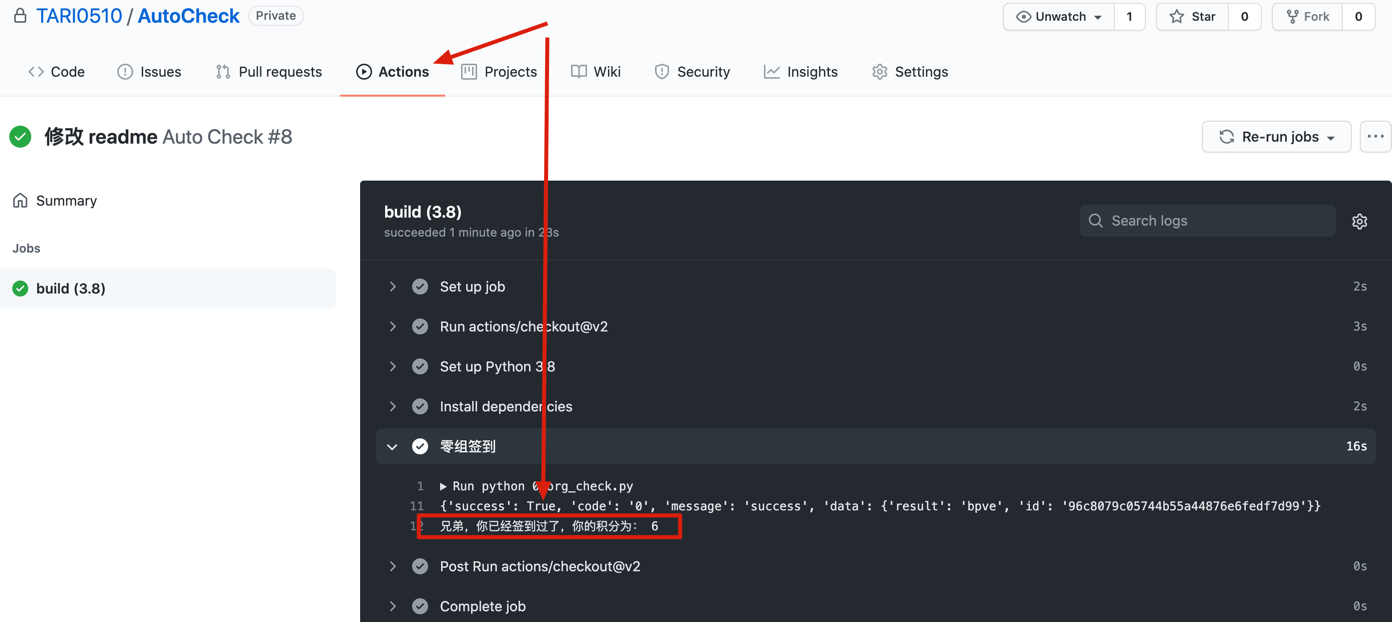 TARI0510 / AutoCheck Private
Unwatch 1 Star 0 Fork 0
Code Issues Pull requests Actions Projects Wiki Security Insights Settings
修改 readme Auto Check #8
Re-run jobs
Summary
Jobs
build (3.8)
build (3.8)
succeeded 1 minute ago in 23s
Search logs
Set up job 2s
Run actions/checkout@v2 3s
Set up Python 3.8 0s
Install dependencies 2s
零组签到 16s
1 Run python org_check.py
11 {'success': True, 'code': '0', 'message': 'success', 'data': {'result': 'bpve', 'id': '96c8079c05744b55a44876e6fedf7d99'}}
12 兄弟，你已经签到过了，你的积分为： 6
Post Run actions/checkout@v2 0s
Complete job 0s